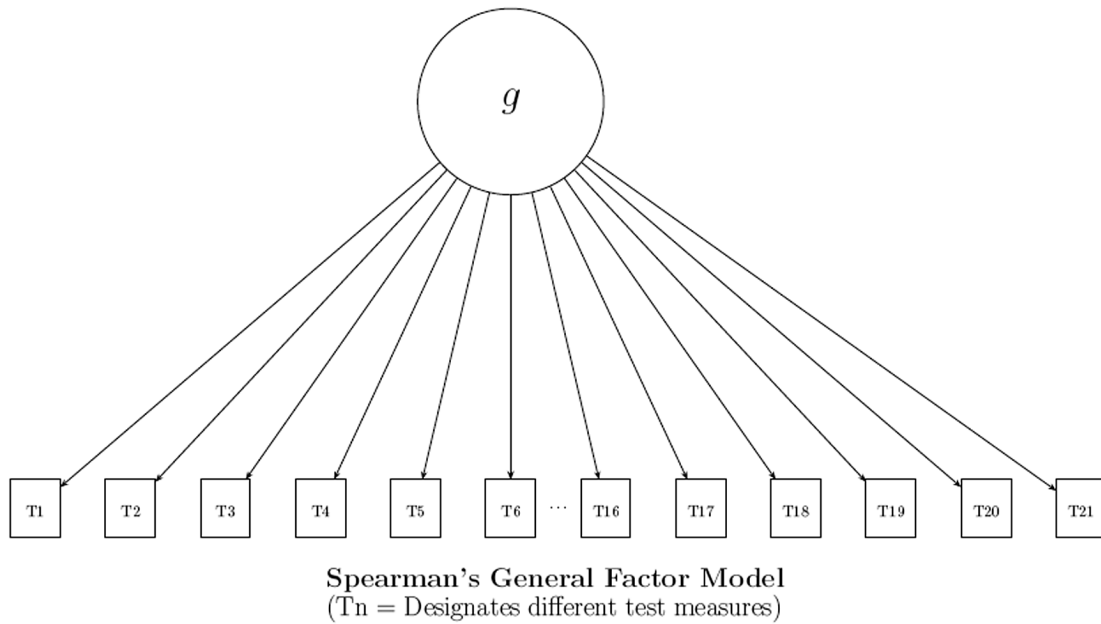 g
T1 T2 T3 T4 T5 T6 ... T16 T17 T18 T19 T20 T21
Spearman's General Factor Model
(Tn = Designates different test measures)